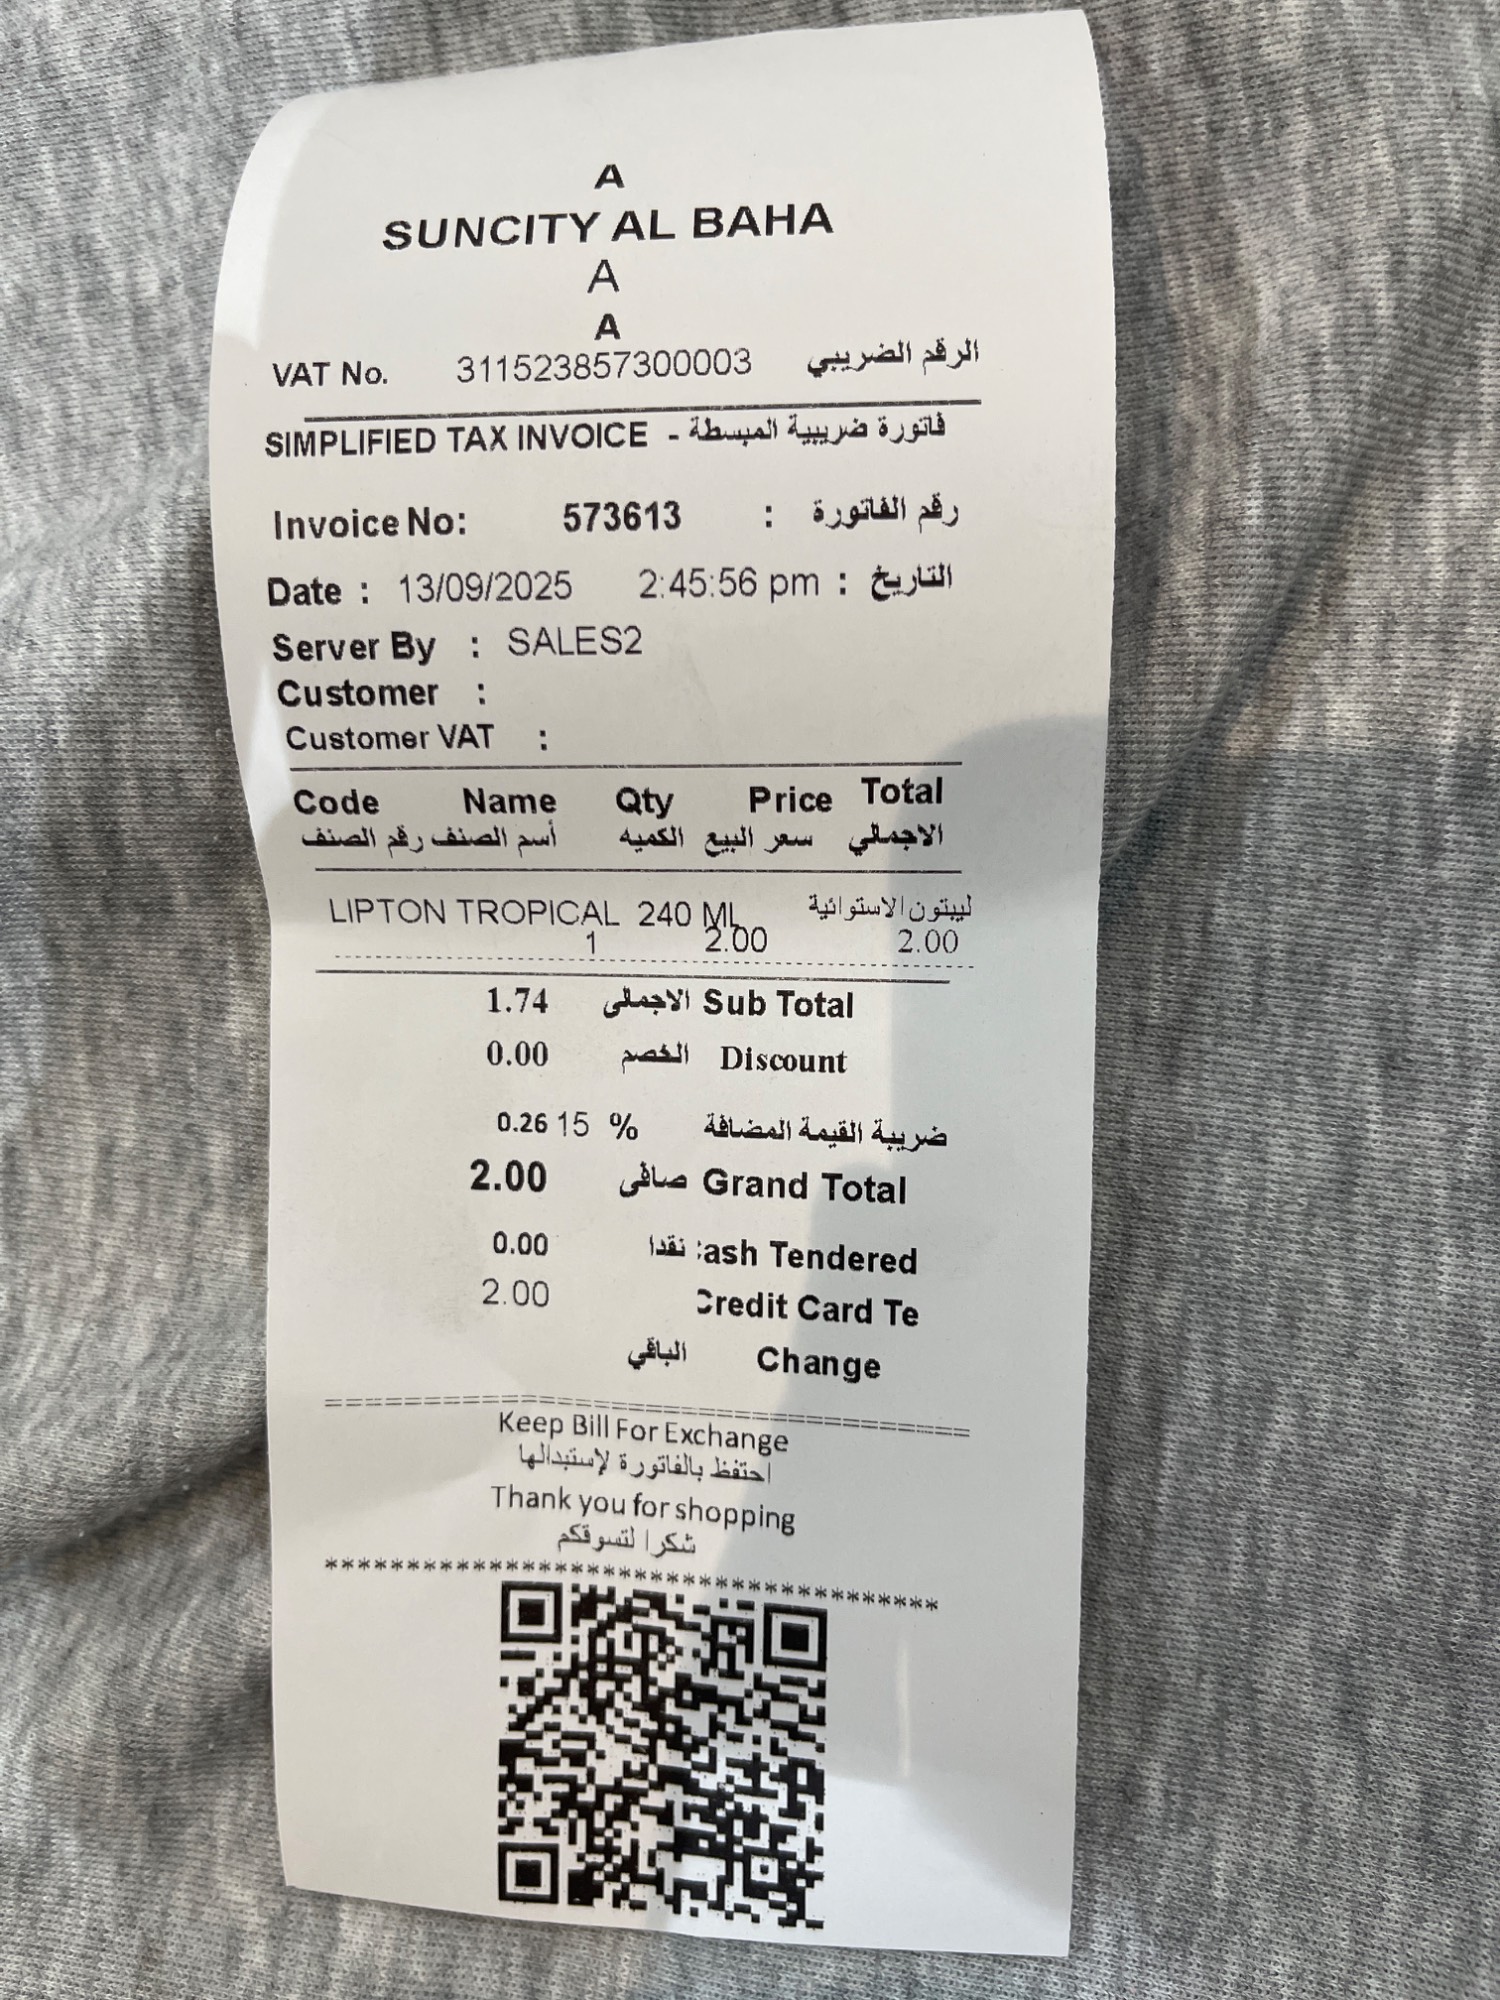 A
SUNCITY AL BAHA
A
A
VAT No. 311523857300003 الرقم الضريبي
SIMPLIFIED TAX INVOICE - فاتورة ضريبية المبسطة
Invoice No: 573613 : رقم الفاتورة
Date : 13/09/2025 2:45:56 pm : التاريخ
Server By : SALES2
Customer :
Customer VAT :
Code Name Qty Price Total
رقم الصنف أسم الصنف الكميه سعر البيع الاجمالي
LIPTON TROPICAL 240 ML ليبتون الاستوائية
1 2.00 2.00
1.74 الاجمالى Sub Total
0.00 الخصم Discount
0.26 15 % ضريبة القيمة المضافة
2.00 صافى Grand Total
0.00 نقدا ash Tendered
2.00 Credit Card Te
الباقي Change
==================================================
Keep Bill For Exchange
احتفظ بالفاتورة لإستبدالها
Thank you for shopping
شكرا لتسوقكم
**************************************